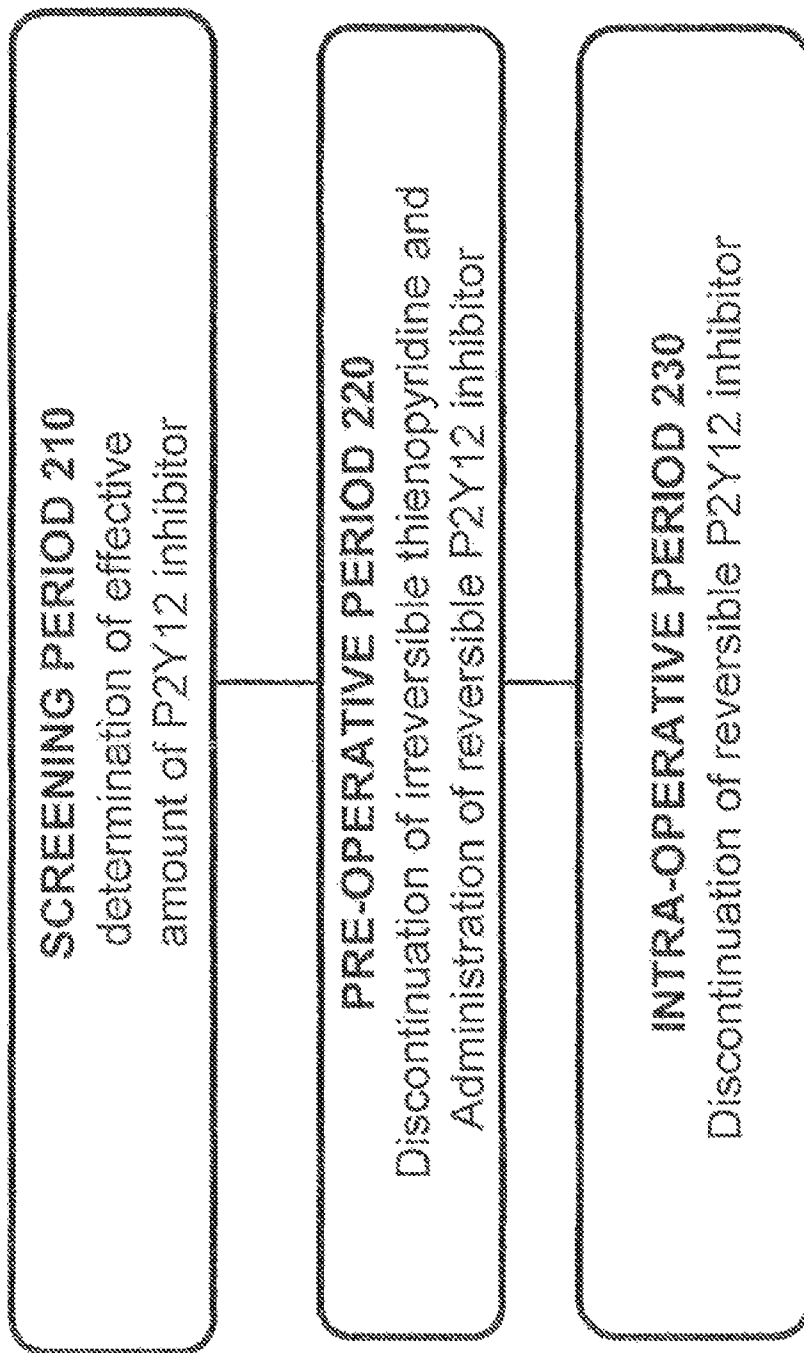 SCREENING PERIOD 210
determination of effective
amount of P2Y12 inhibitor
PRE-OPERATIVE PERIOD 220
Discontinuation of irreversible thienopyridine and
Administration of reversible P2Y12 inhibitor
INTRA-OPERATIVE PERIOD 230
Discontinuation of reversible P2Y12 inhibitor